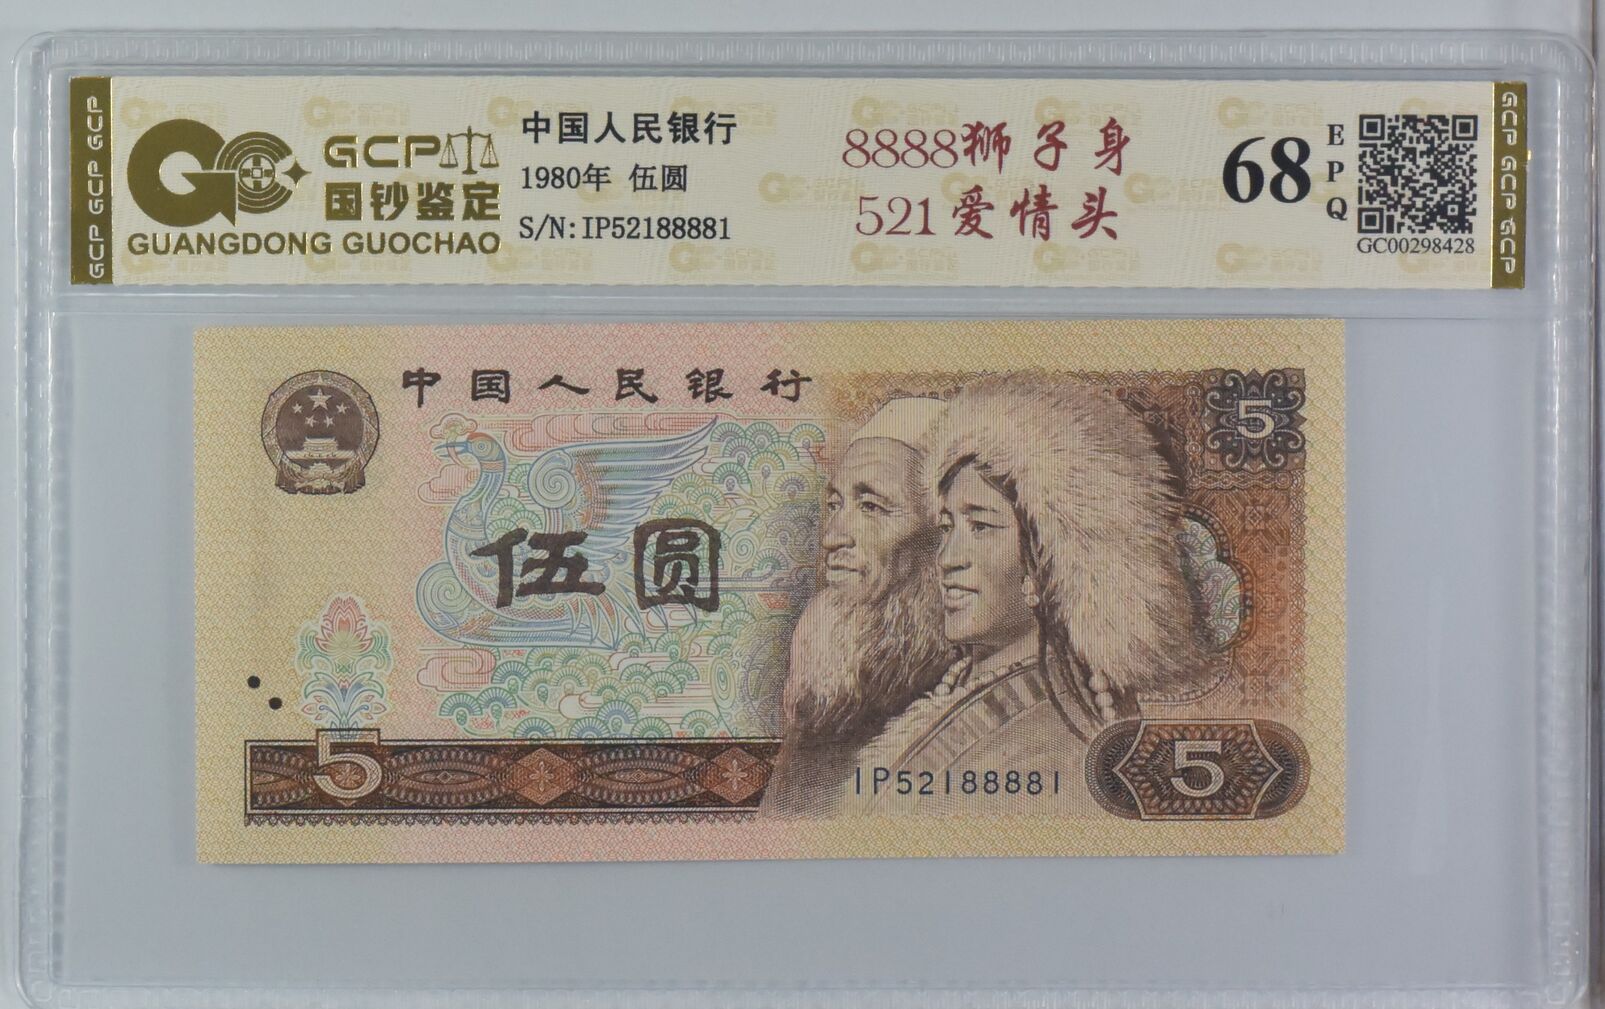 GCP GCP GCP
GCP
国钞鉴定
GUANGDONG GUOCHAO
中国人民银行
1980年 伍圆
S/N:IP52188881
8888狮子身
521爱情头
68
EPQ
GC00298428
GCP GCP GCP
中国人民银行
5
伍圆
5
IP52188881
5